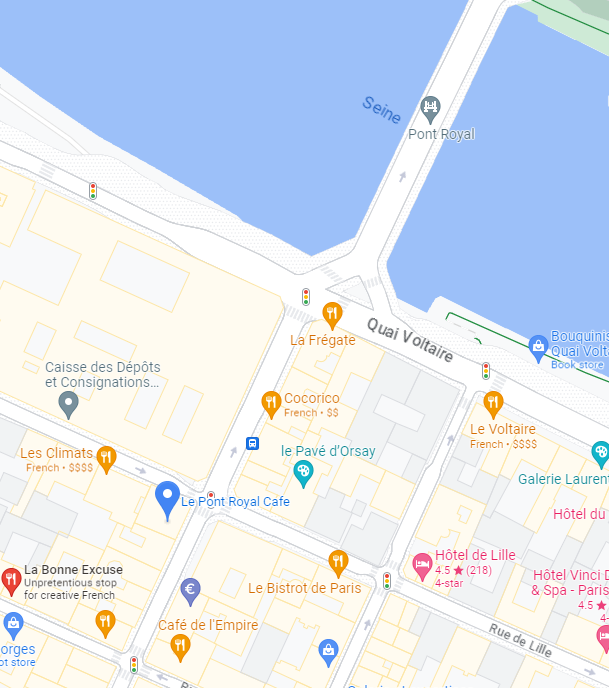 Seine
Pont Royal
Quai Voltaire
La Frégate
Bouquinis
Quai Volta
Book store
Caisse des Dépôts
et Consignations...
Cocorico
French • $$
Le Voltaire
French • $$$$
le Pavé d'Orsay
Les Climats
French • $$$$
Galerie Laurent
Le Pont Royal Cafe
Hôtel du
Hôtel de Lille
4.5 ★ (218)
4-star
La Bonne Excuse
Unpretentious stop
for creative French
€
Le Bistrot de Paris
Hôtel Vinci D
& Spa - Paris
4.5 ★
4-
orges
ot store
Café de l'Empire
Rue de Lille